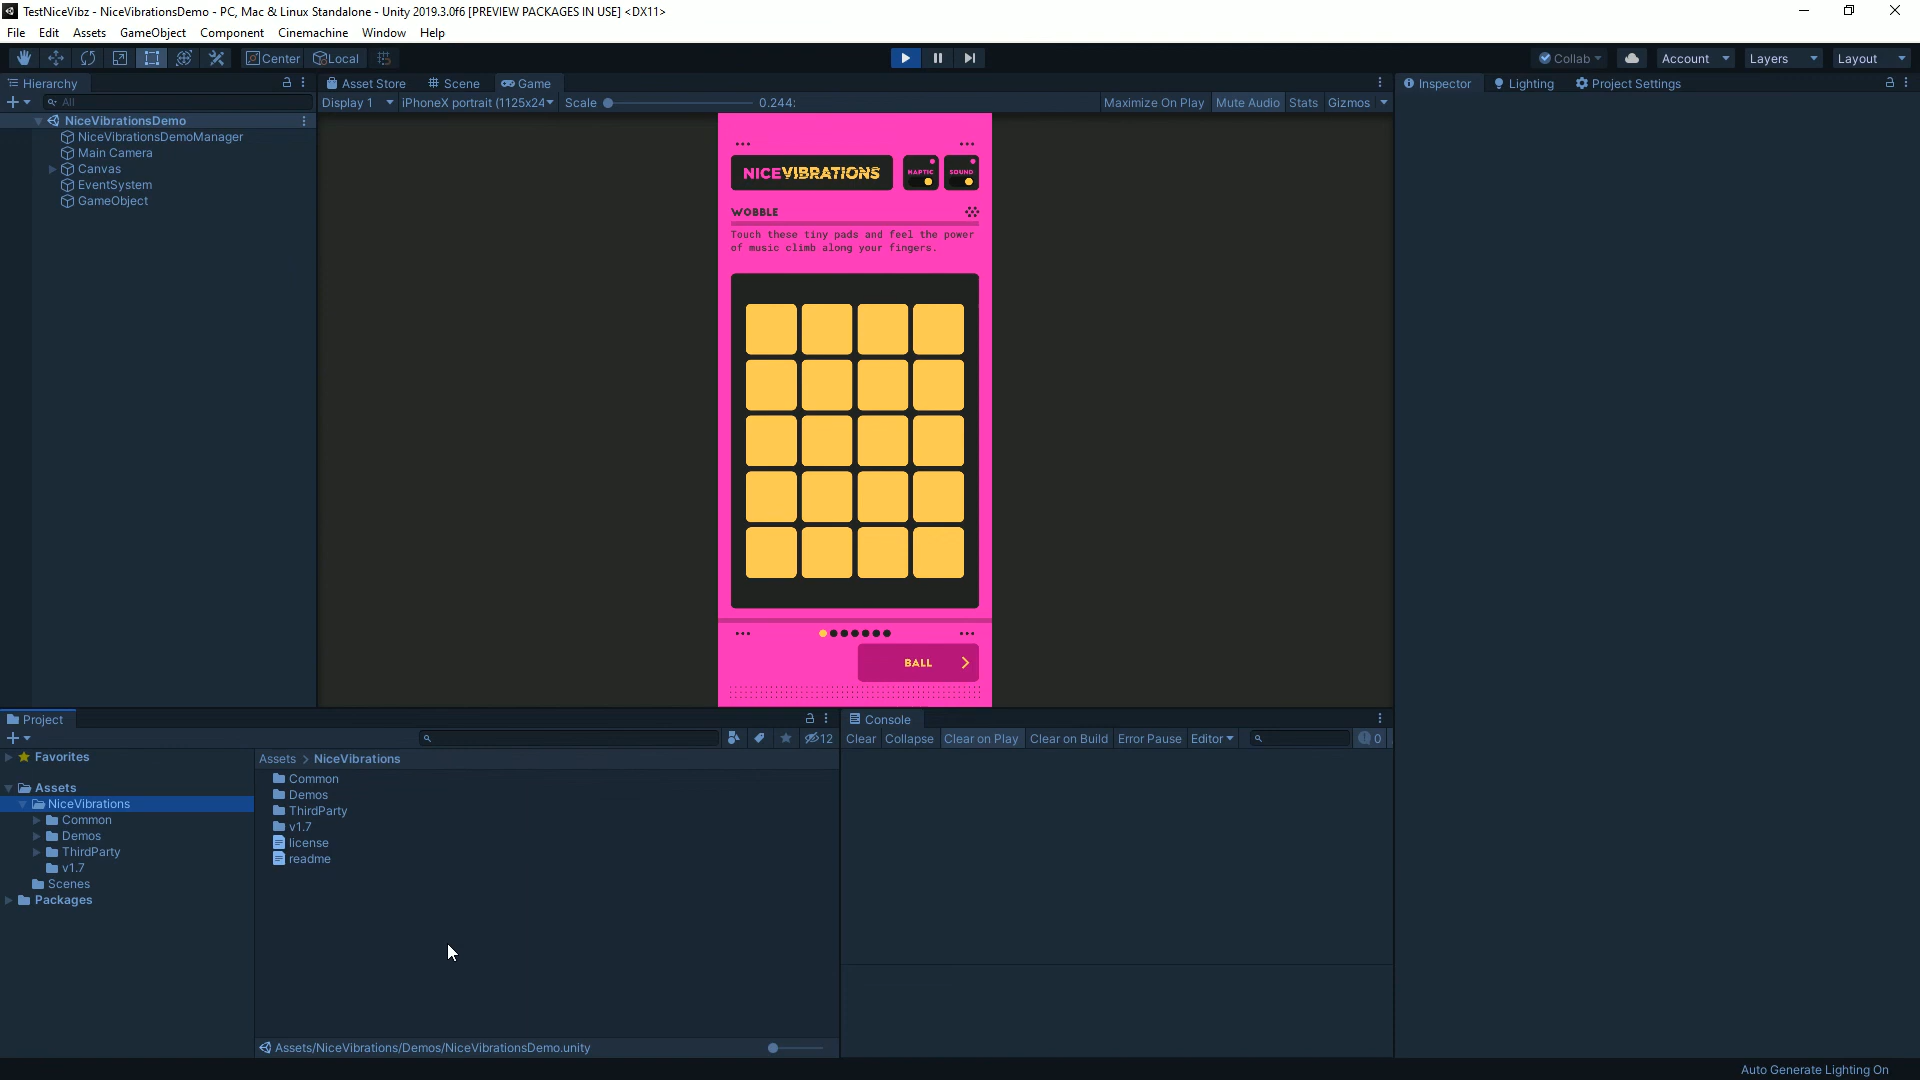 TestNiceVibz - NiceVibrationsDemo - PC, Mac & Linux Standalone - Unity 2019.3.0f6 [PREVIEW PACKAGES IN USE] <DX11>
File Edit Assets GameObject Component Cinemachine Window Help
Center Local Collab Account Layers Layout
Hierarchy Asset Store Scene Game Inspector Lighting Project Settings
All
Display 1 iPhoneX portrait (1125x24 Scale 0.244: Maximize On Play Mute Audio Stats Gizmos
NiceVibrationsDemo
NiceVibrationsDemoManager
Main Camera
Canvas
EventSystem
GameObject
NICEVIBRATIONS HAPTIC SOUND
WOBBLE
Touch these tiny pads and feel the power
of music climb along your fingers.
BALL
Project Console
12 Clear Collapse Clear on Play Clear on Build Error Pause Editor 0
Favorites
Assets
NiceVibrations
Common
Demos
ThirdParty
v1.7
Scenes
Packages
Assets > NiceVibrations
Common
Demos
ThirdParty
v1.7
license
readme
Assets/NiceVibrations/Demos/NiceVibrationsDemo.unity
Auto Generate Lighting On